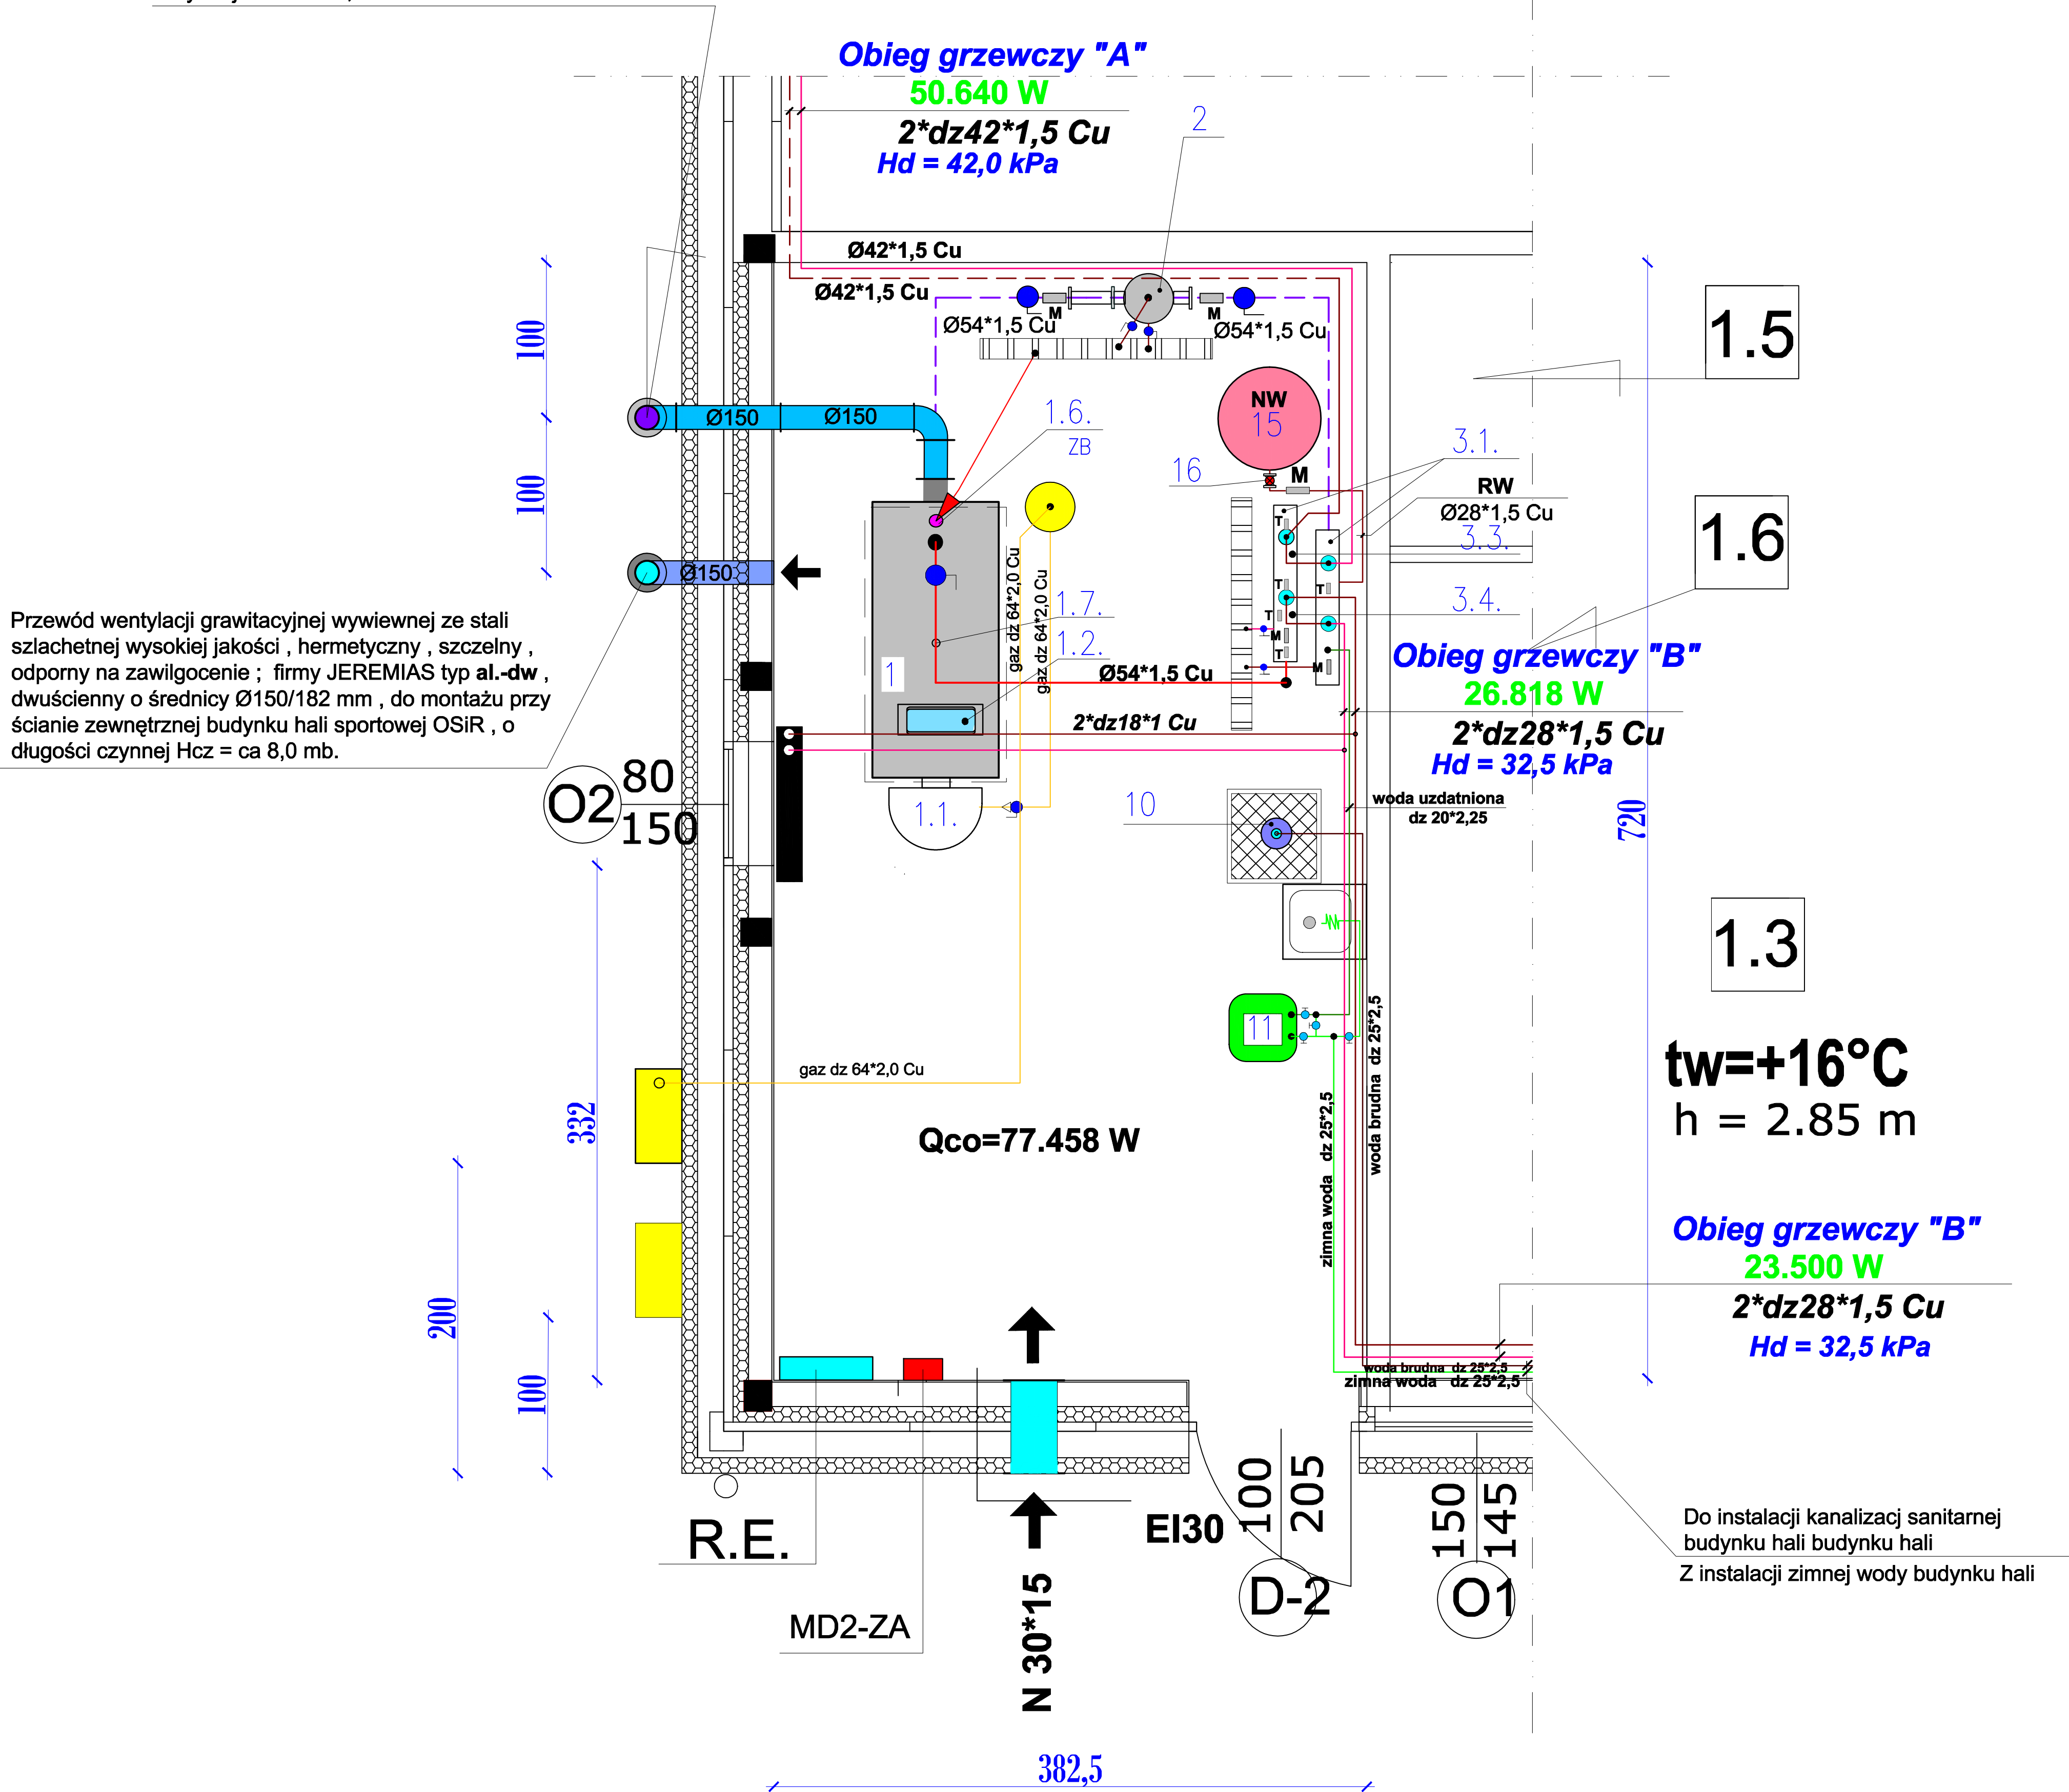 Obieg grzewczy "A"
50.640 W
2*dz42*1,5 Cu
Hd = 42,0 kPa
2
Ø42*1,5 Cu
Ø42*1,5 Cu
M
M
Ø54*1,5 Cu
Ø54*1,5 Cu
1.5
100
Ø150
Ø150
1.6.
ZB
NW
15
3.1.
16
M
RW
Ø28*1,5 Cu
3.3.
1.6
100
T
T
T
T
M
T
M
Ø150
gaz dz 64*2,0 Cu
gaz dz 64*2,0 Cu
1.7.
1.2.
3.4.
1
Ø54*1,5 Cu
2*dz18*1 Cu
Przewód wentylacji grawitacyjnej wywiewnej ze stali
szlachetnej wysokiej jakości , hermetyczny , szczelny ,
odporny na zawilgocenie ; firmy JEREMIAS typ al.-dw ,
dwuścienny o średnicy Ø150/182 mm , do montażu przy
ścianie zewnętrznej budynku hali sportowej OSiR , o
długości czynnej Hcz = ca 8,0 mb.
Obieg grzewczy "B"
26.818 W
2*dz28*1,5 Cu
Hd = 32,5 kPa
O2
80
150
1.1.
10
woda uzdatniona
dz 20*2,25
720
1.3
11
woda brudna dz 25*2,5
zimna woda dz 25*2,5
tw=+16°C
h = 2.85 m
gaz dz 64*2,0 Cu
332
Qco=77.458 W
Obieg grzewczy "B"
23.500 W
2*dz28*1,5 Cu
Hd = 32,5 kPa
200
100
woda brudna dz 25*2,5
zimna woda dz 25*2,5
R.E.
MD2-ZA
N 30*15
EI30
100
205
D-2
150
145
O1
Do instalacji kanalizacj sanitarnej
budynku hali budynku hali
Z instalacji zimnej wody budynku hali
382,5